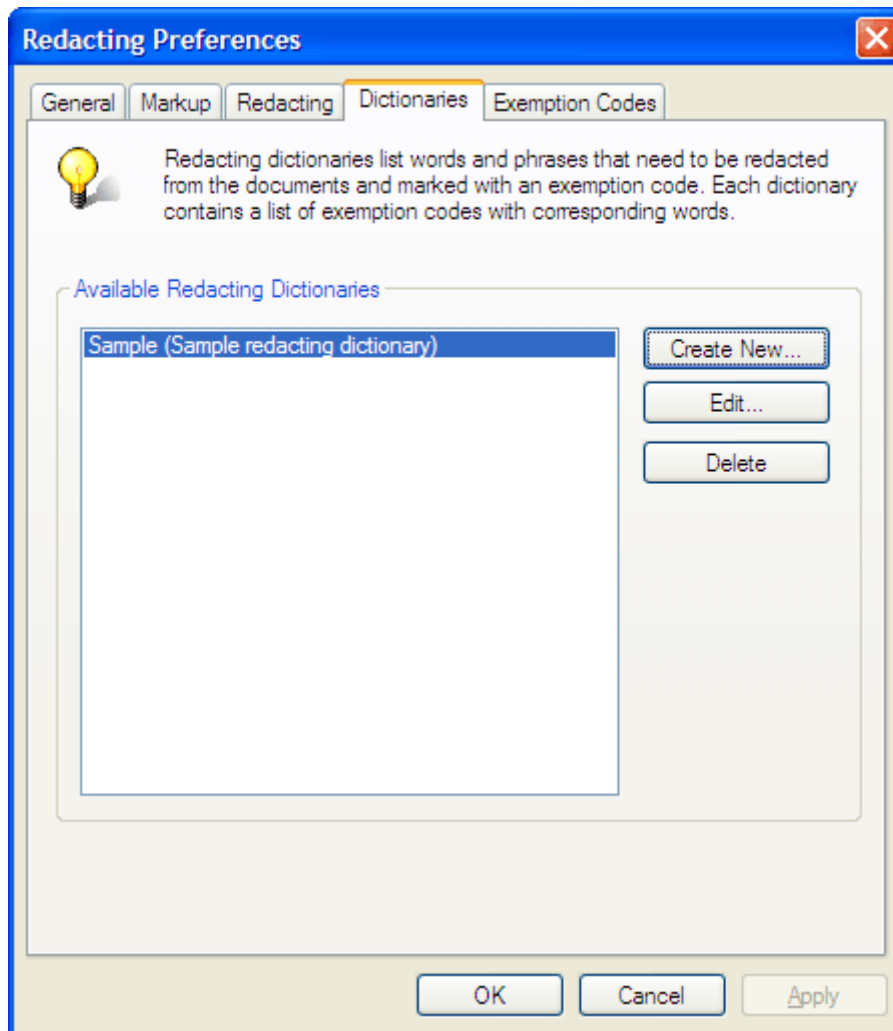 Redacting Preferences
General Markup Redacting Dictionaries Exemption Codes
Redacting dictionaries list words and phrases that need to be redacted
from the documents and marked with an exemption code. Each dictionary
contains a list of exemption codes with corresponding words.
Available Redacting Dictionaries
Sample (Sample redacting dictionary)
Create New...
Edit...
Delete
OK Cancel Apply